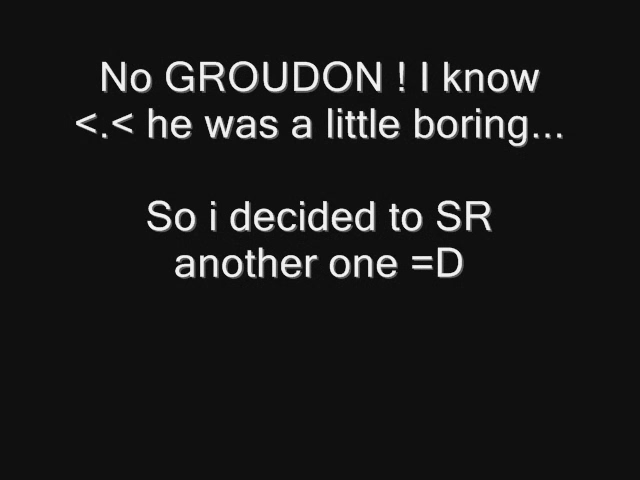 No GROUDON ! I know
<.< he was a little boring...
So i decided to SR
another one =D